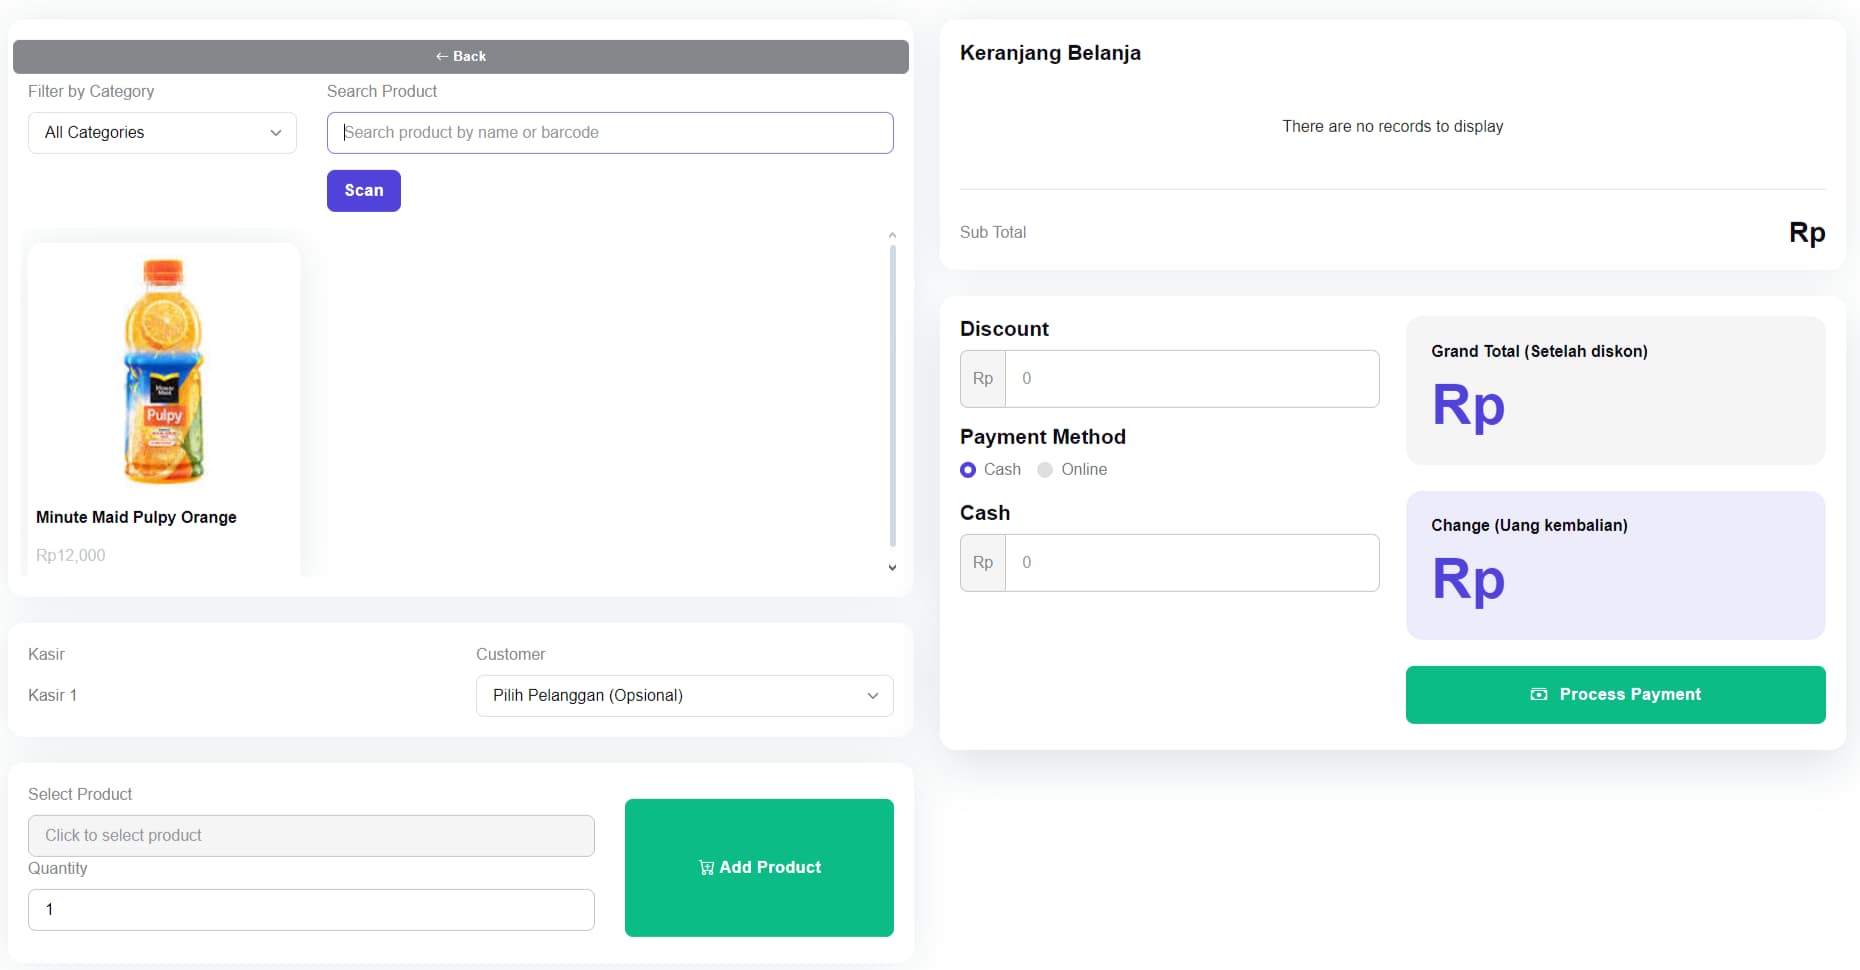 ← Back
Filter by Category
All Categories
Search Product
Search product by name or barcode
Scan
Minute Maid
Pulpy
Minute Maid Pulpy Orange
Rp12,000
Kasir
Kasir 1
Customer
Pilih Pelanggan (Opsional)
Select Product
Click to select product
Quantity
1
Add Product
Keranjang Belanja
There are no records to display
Sub Total
Rp
Discount
Rp 0
Payment Method
Cash
Online
Cash
Rp 0
Grand Total (Setelah diskon)
Rp
Change (Uang kembalian)
Rp
Process Payment